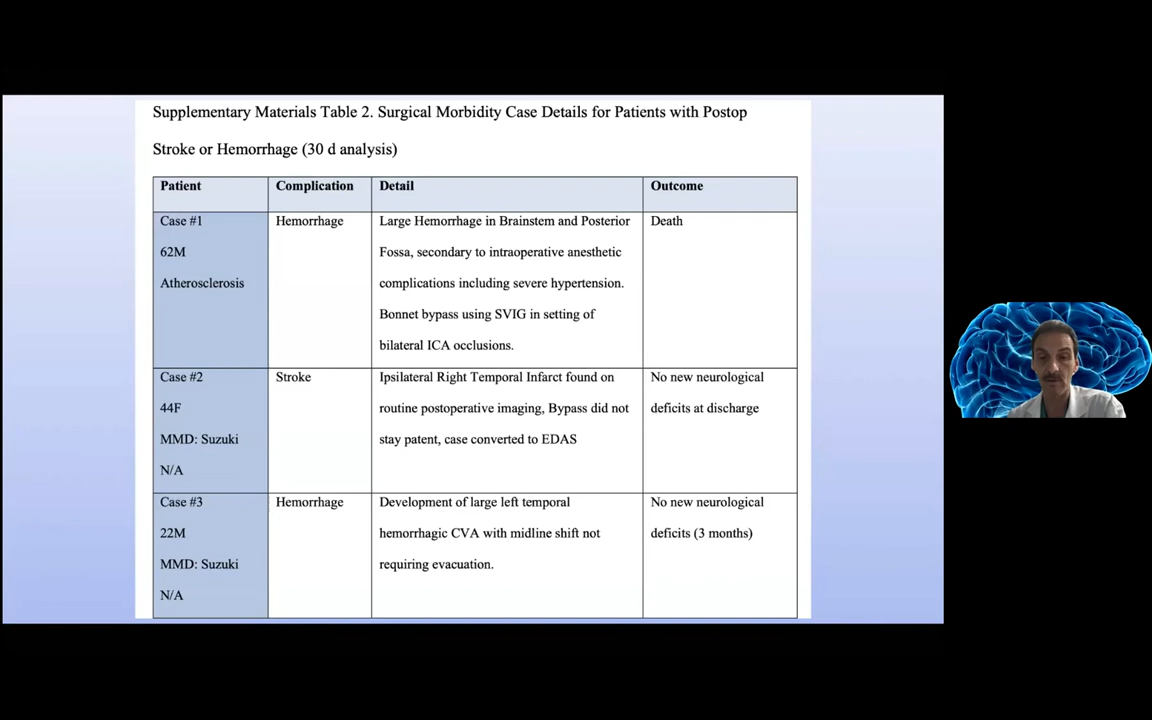 Supplementary Materials Table 2. Surgical Morbidity Case Details for Patients with Postop
Stroke or Hemorrhage (30 d analysis)
Patient Complication Detail Outcome
Case #1 Hemorrhage Large Hemorrhage in Brainstem and Posterior Death
62M Fossa, secondary to intraoperative anesthetic
Atherosclerosis complications including severe hypertension.
Bonnet bypass using SVIG in setting of
bilateral ICA occlusions.
Case #2 Stroke Ipsilateral Right Temporal Infarct found on No new neurological
44F routine postoperative imaging, Bypass did not deficits at discharge
MMD: Suzuki stay patent, case converted to EDAS
N/A
Case #3 Hemorrhage Development of large left temporal No new neurological
22M hemorrhagic CVA with midline shift not deficits (3 months)
MMD: Suzuki requiring evacuation.
N/A